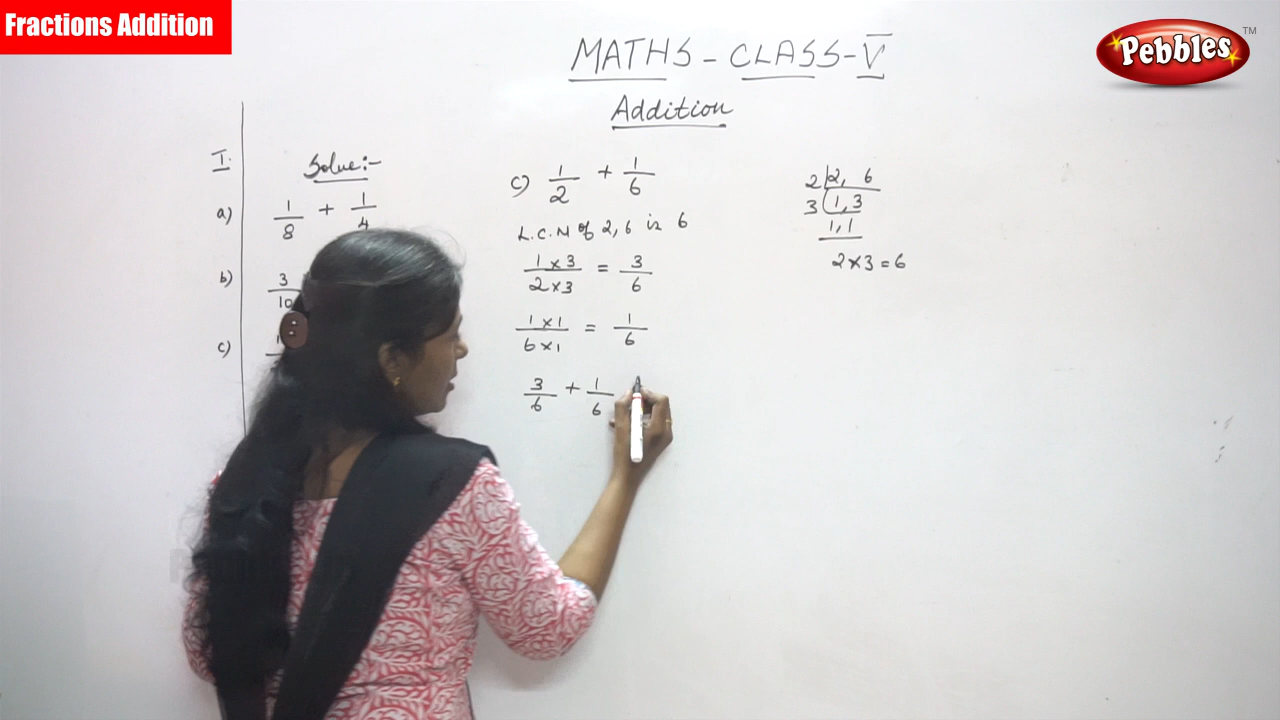 Fractions Addition
MATHS - CLASS - V
Pebbles TM
Addition
I. Solve:-
a) 1/8 + 1/4
b) 3/10
c) 1
c) 1/2 + 1/6
L.C.M of 2, 6 is 6
1 x 3 / 2 x 3 = 3/6
1 x 1 / 6 x 1 = 1/6
3/6 + 1/6
2 | 2, 6
3 | 1, 3
1, 1
2 x 3 = 6